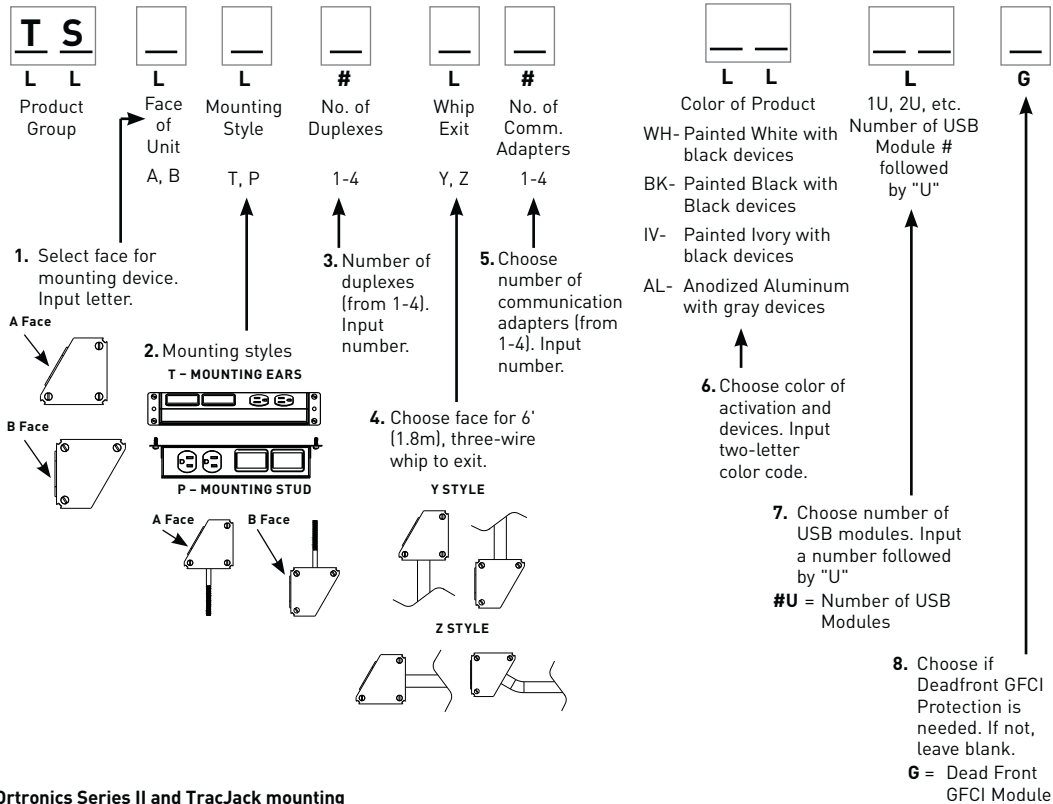 T S
L L L L # L # L L L G
Product Group
Face of Unit
Mounting Style
No. of Duplexes
Whip Exit
No. of Comm. Adapters
Color of Product
1U, 2U, etc.
Number of USB
Module #
followed
by "U"
A, B
T, P
1-4
Y, Z
1-4
WH- Painted White with
black devices
BK- Painted Black with
Black devices
IV- Painted Ivory with
black devices
AL- Anodized Aluminum
with gray devices
1. Select face for
mounting device.
Input letter.
A Face
B Face
2. Mounting styles
T – MOUNTING EARS
P – MOUNTING STUD
A Face
B Face
3. Number of
duplexes
(from 1-4).
Input
number.
4. Choose face for 6'
(1.8m), three-wire
whip to exit.
Y STYLE
Z STYLE
5. Choose
number of
communication
adapters (from
1-4). Input
number.
6. Choose color of
activation and
devices. Input
two-letter
color code.
7. Choose number of
USB modules. Input
a number followed
by "U"
#U = Number of USB
Modules
8. Choose if
Deadfront GFCI
Protection is
needed. If not,
leave blank.
G = Dead Front
GFCI Module
Ortronics Series II and TracJack mounting